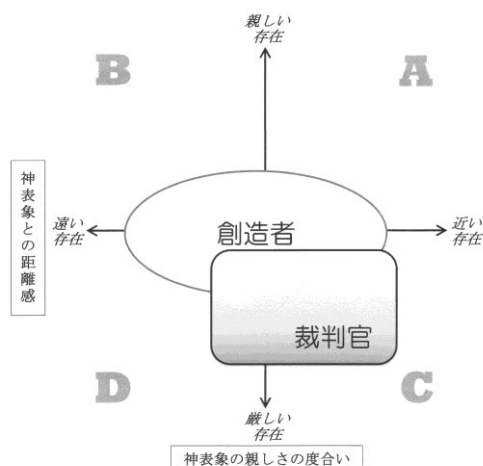 親しい
存在
B
A
神表象との距離感
遠い
存在
創造者
近い
存在
裁判官
D
C
厳しい
存在
神表象の親しさの度合い